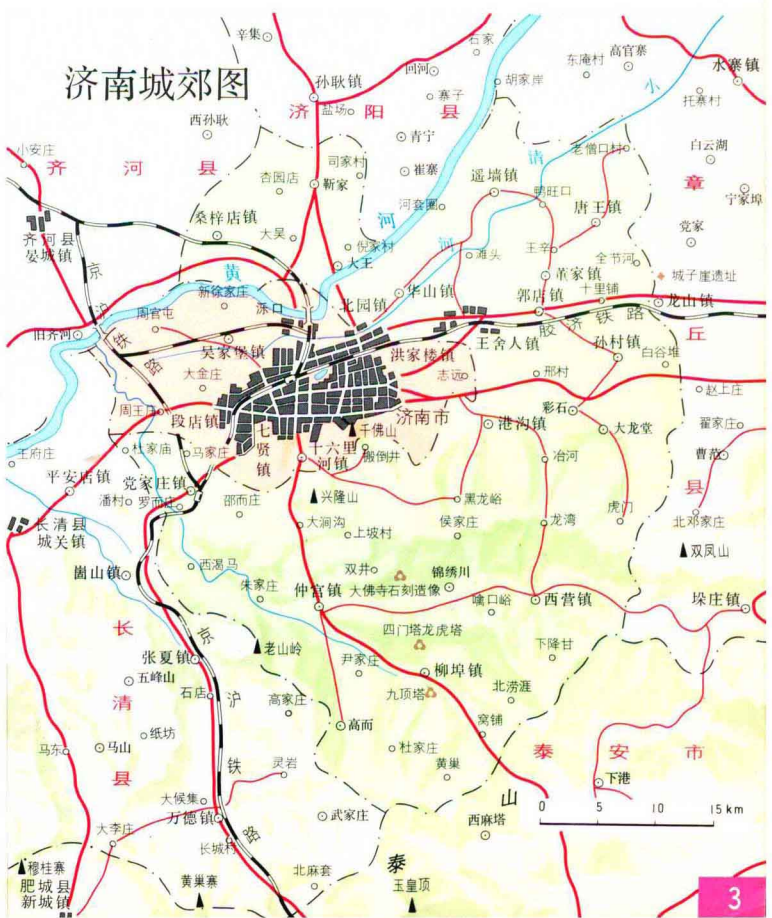 济南城郊图
辛集
石家
回河
孙耿镇
盐场
寨子
胡家岸
东庵村
高官寨
水寨镇
托寨村
小
清
河
济阳县
西孙耿
青宁
小安庄
齐河县
司家村
崔寨
老僧口村
白云湖
章
丘
县
宁家埠
杏园店
靳家
河套圈
遥墙镇
鸭旺口
唐王镇
党家
桑梓店镇
大吴
倪家村
滩头
王辛
全节河
齐河县
晏城镇
大王
董家镇
城子崖遗址
黄
河
新徐家庄
泺口
北园镇
华山镇
郭店镇
十里铺
龙山镇
周官屯
胶济铁路
旧齐河
吴家堡镇
洪家楼镇
王舍人镇
孙村镇
白谷堆
大金庄
志远
邢村
赵上庄
周王庄
段店镇
济南市
彩石
港沟镇
大龙堂
翟家庄
七贤镇
千佛山
十六里
河镇
搬倒井
王府庄
杜家庙
马家庄
冶河
曹范
平安店镇
党家庄镇
潘村
罗而庄
邵而庄
兴隆山
黑龙峪
长清县
城关镇
大涧沟
上坡村
侯家庄
龙湾
虎门
北邓家庄
双凤山
崮山镇
西渴马
双井
锦绣川
朱家庄
仲宫镇
大佛寺石刻造像
噙口峪
西营镇
垛庄镇
长清县
京沪铁路
老山岭
四门塔龙虎塔
下降甘
张夏镇
尹家庄
柳埠镇
五峰山
石店
高家庄
九顶塔
北涝洼
高而
窝铺
马东
马山
纸坊
灵岩
杜家庄
黄巢
泰安市
下港
大候集
万德镇
武家庄
西麻塔
大李庄
长城村
泰山
0 5 10 15 km
穆柱寨
肥城县
新城镇
黄巢寨
北麻套
玉皇顶
3